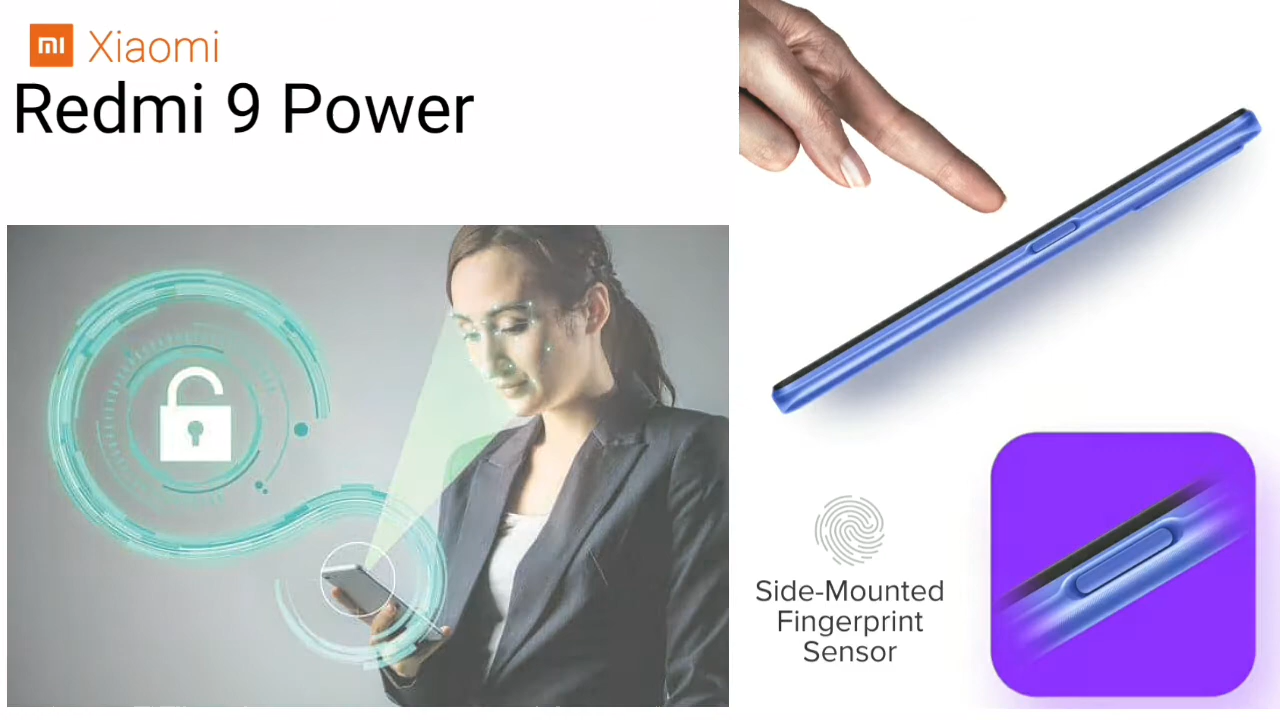 mi Xiaomi
Redmi 9 Power
Side-Mounted
Fingerprint
Sensor